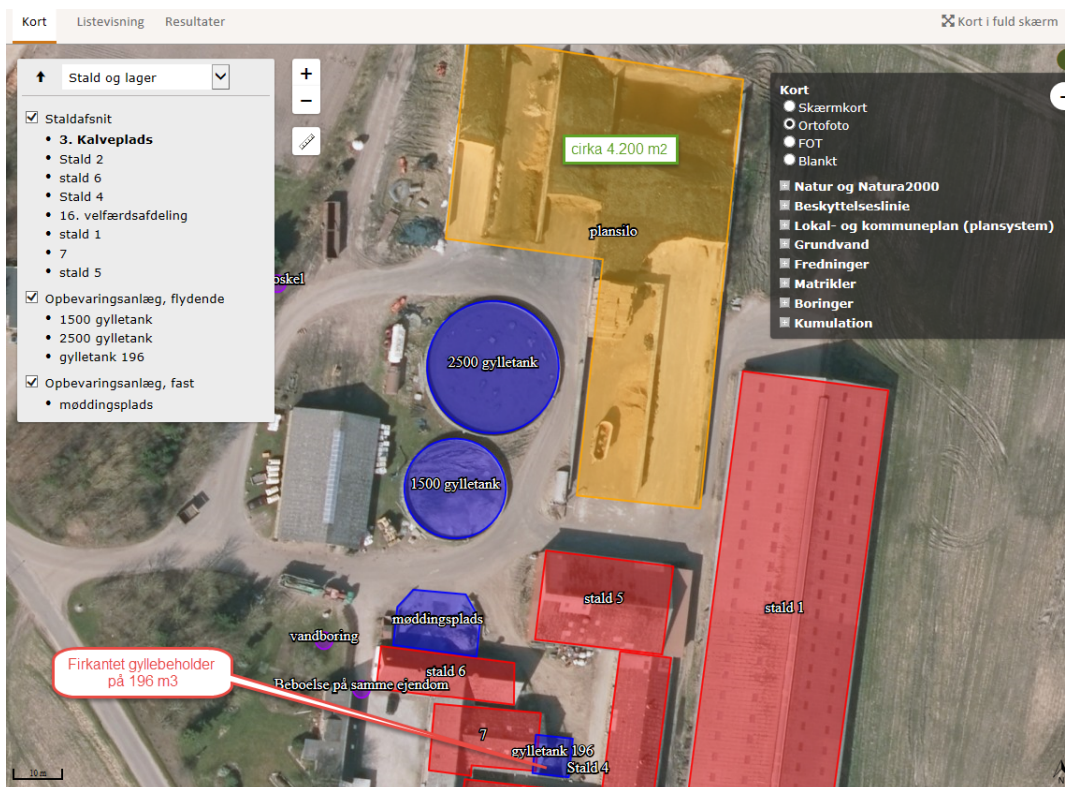 Kort Listevisning Resultater Kort i fuld skærm
Stald og lager
Staldafsnit
3. Kalveplads
Stald 2
stald 6
Stald 4
16. velfærdsafdeling
stald 1
7
stald 5
Opbevaringsanlæg, flydende
1500 gylletank
2500 gylletank
gylletank 196
Opbevaringsanlæg, fast
møddingsplads
+
−
Kort
Skærmkort
Ortofoto
FOT
Blankt
Natur og Natura2000
Beskyttelseslinie
Lokal- og kommuneplan (plansystem)
Grundvand
Fredninger
Matrikler
Boringer
Kumulation
cirka 4.200 m2
plansilo
oskel
2500 gylletank
1500 gylletank
stald 5
stald 1
møddingsplads
vandboring
Firkantet gyllebeholder
på 196 m3
stald 6
Beboelse på samme ejendom
7
gylletank 196
Stald 4
10 m
N